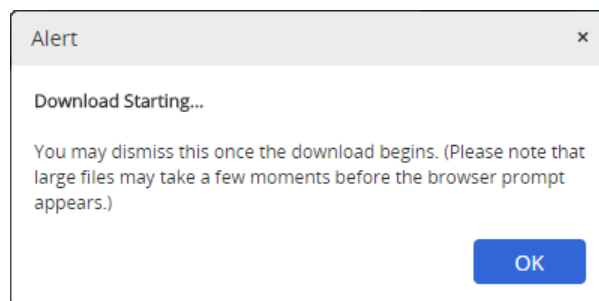 Alert ×
Download Starting...
You may dismiss this once the download begins. (Please note that
large files may take a few moments before the browser prompt
appears.)
OK